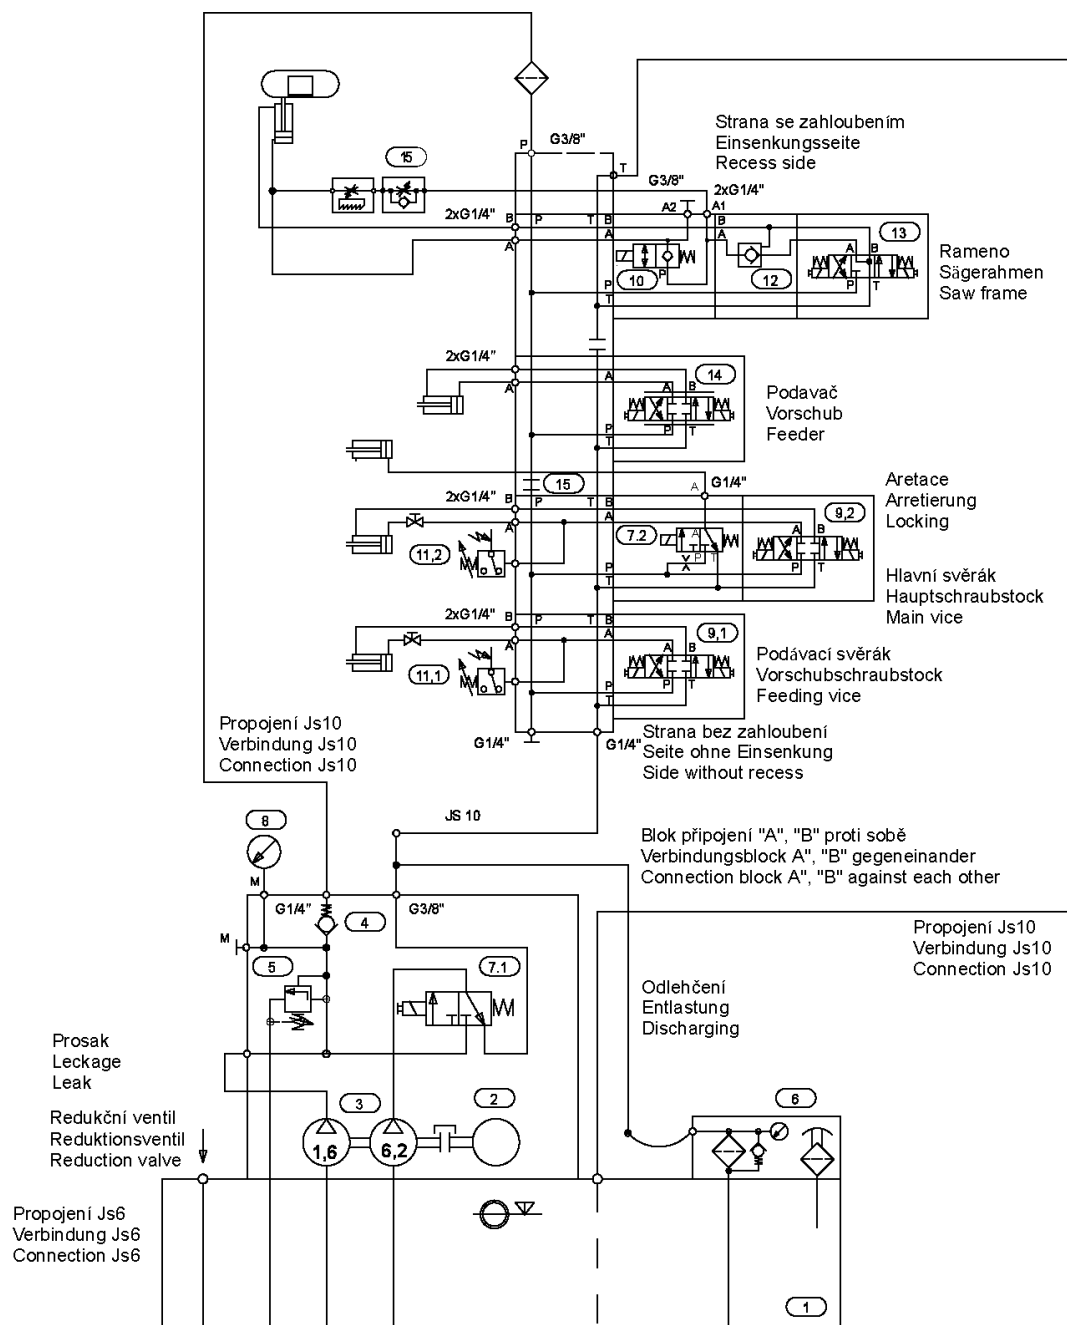 P
G3/8"
T
Strana se zahloubením
Einsenkungsseite
Recess side
15
G3/8"
2xG1/4"
2xG1/4"
B
P
T
B
A2
A1
B
A
A
A
13
A
B
P
T
10
P
12
P
T
Rameno
Sägerahmen
Saw frame
2xG1/4"
14
A
A
A
B
P
T
P
T
Podavač
Vorschub
Feeder
15
A
G1/4"
Aretace
Arretierung
Locking
2xG1/4"
B
P
T
B
9,2
A
A
7.2
A
A
B
11,2
P
T
P
T
P
T
Hlavní svěrák
Hauptschraubstock
Main vice
2xG1/4"
B
P
T
B
9,1
A
A
A
B
11,1
P
T
P
T
Podávací svěrák
Vorschubschraubstock
Feeding vice
Propojení Js10
Verbindung Js10
Connection Js10
G1/4"
G1/4"
Strana bez zahloubení
Seite ohne Einsenkung
Side without recess
8
JS 10
Blok připojení "A", "B" proti sobě
Verbindungsblock A", "B" gegeneinander
Connection block A", "B" against each other
M
G1/4"
G3/8"
4
M
5
7.1
Propojení Js10
Verbindung Js10
Connection Js10
Odlehčení
Entlastung
Discharging
Prosak
Leckage
Leak
Redukční ventil
Reduktionsventil
Reduction valve
3
2
6
1,6
6,2
Propojení Js6
Verbindung Js6
Connection Js6
1